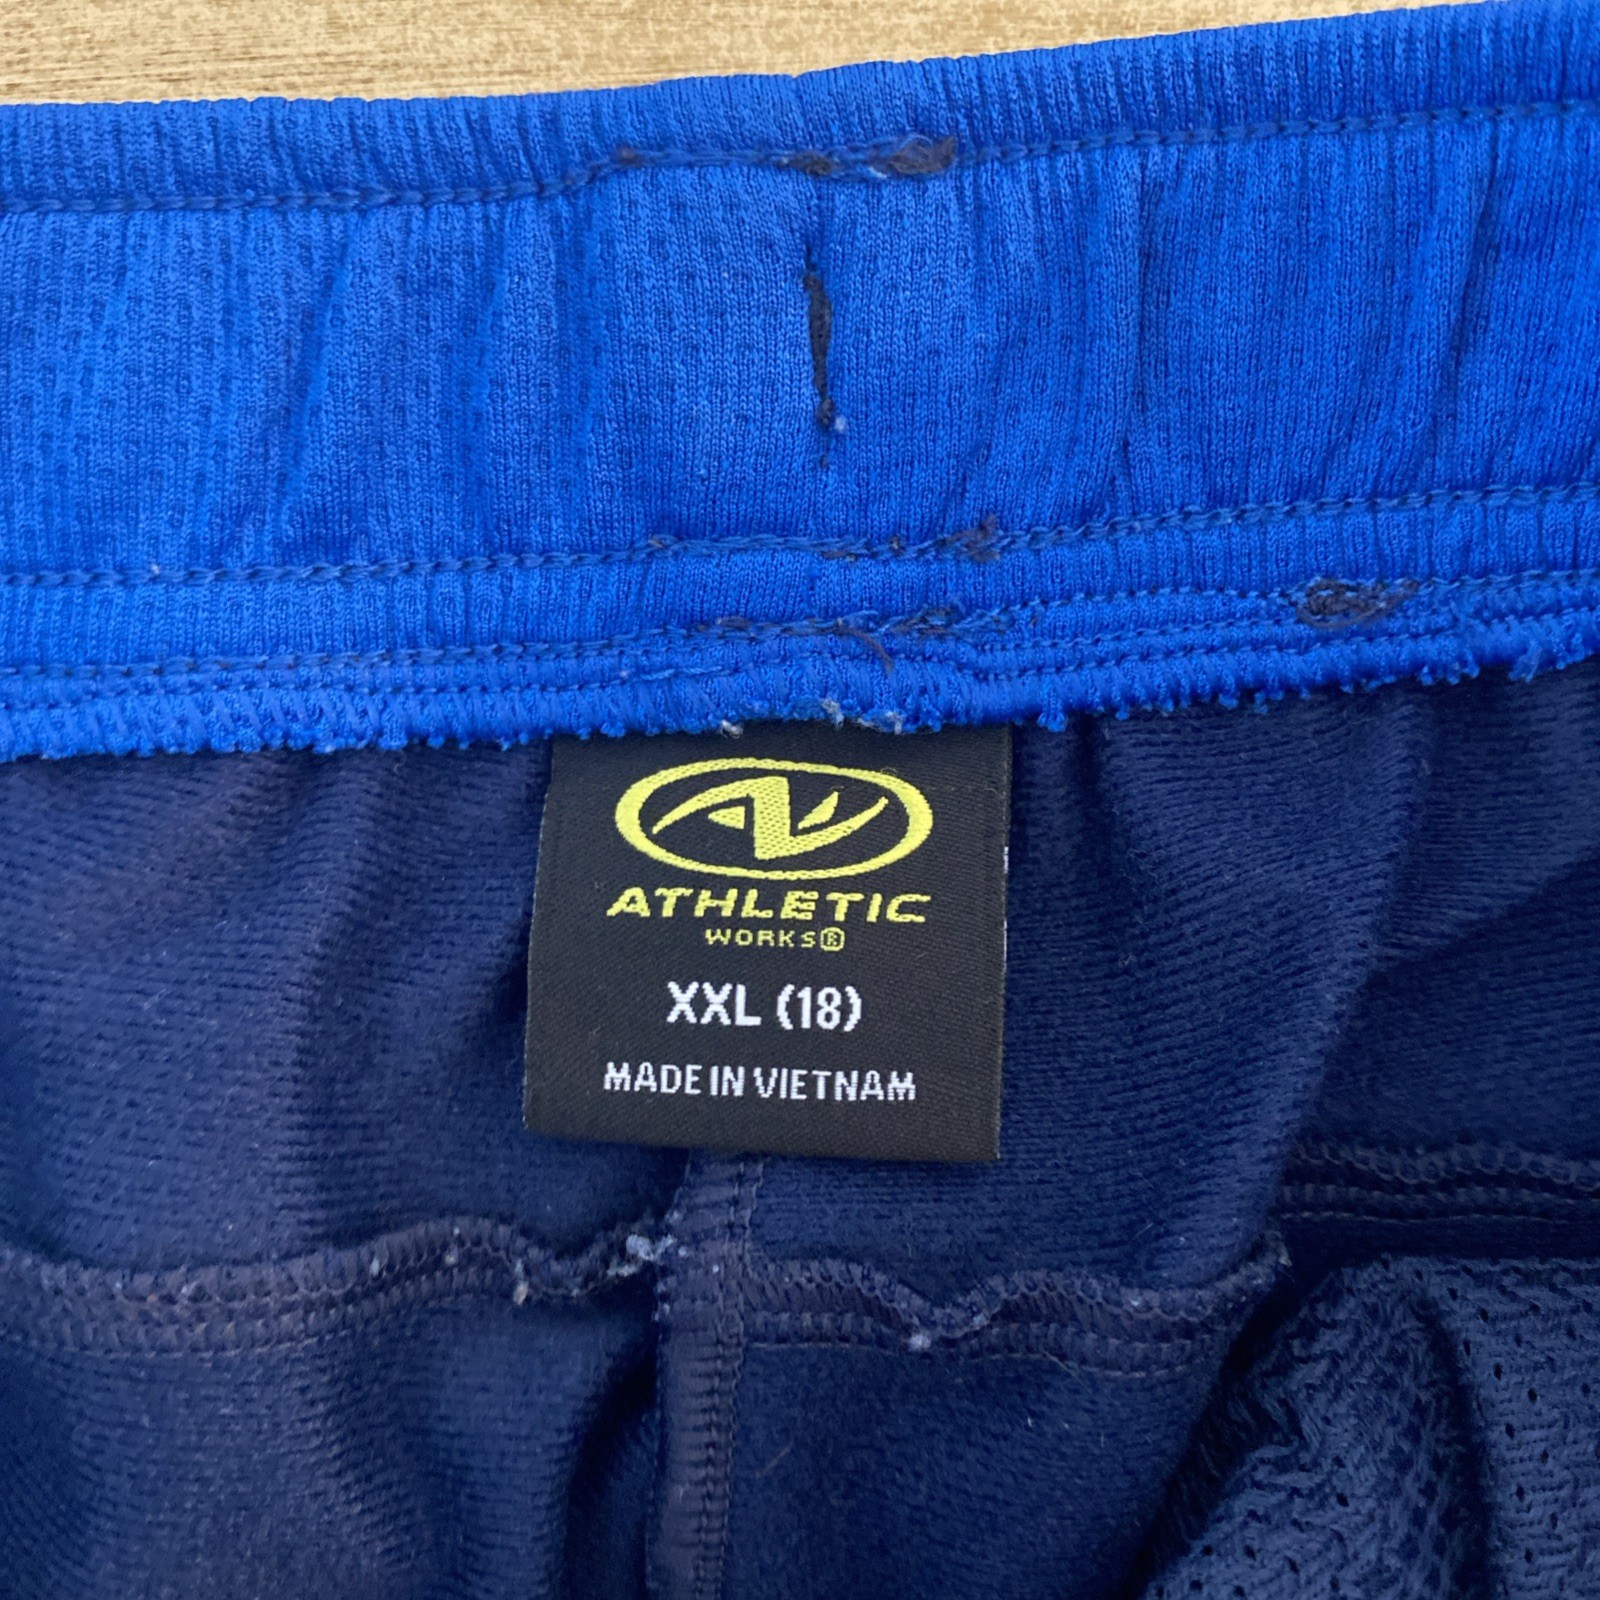 ATHLETIC
WORKS®
XXL (18)
MADE IN VIETNAM